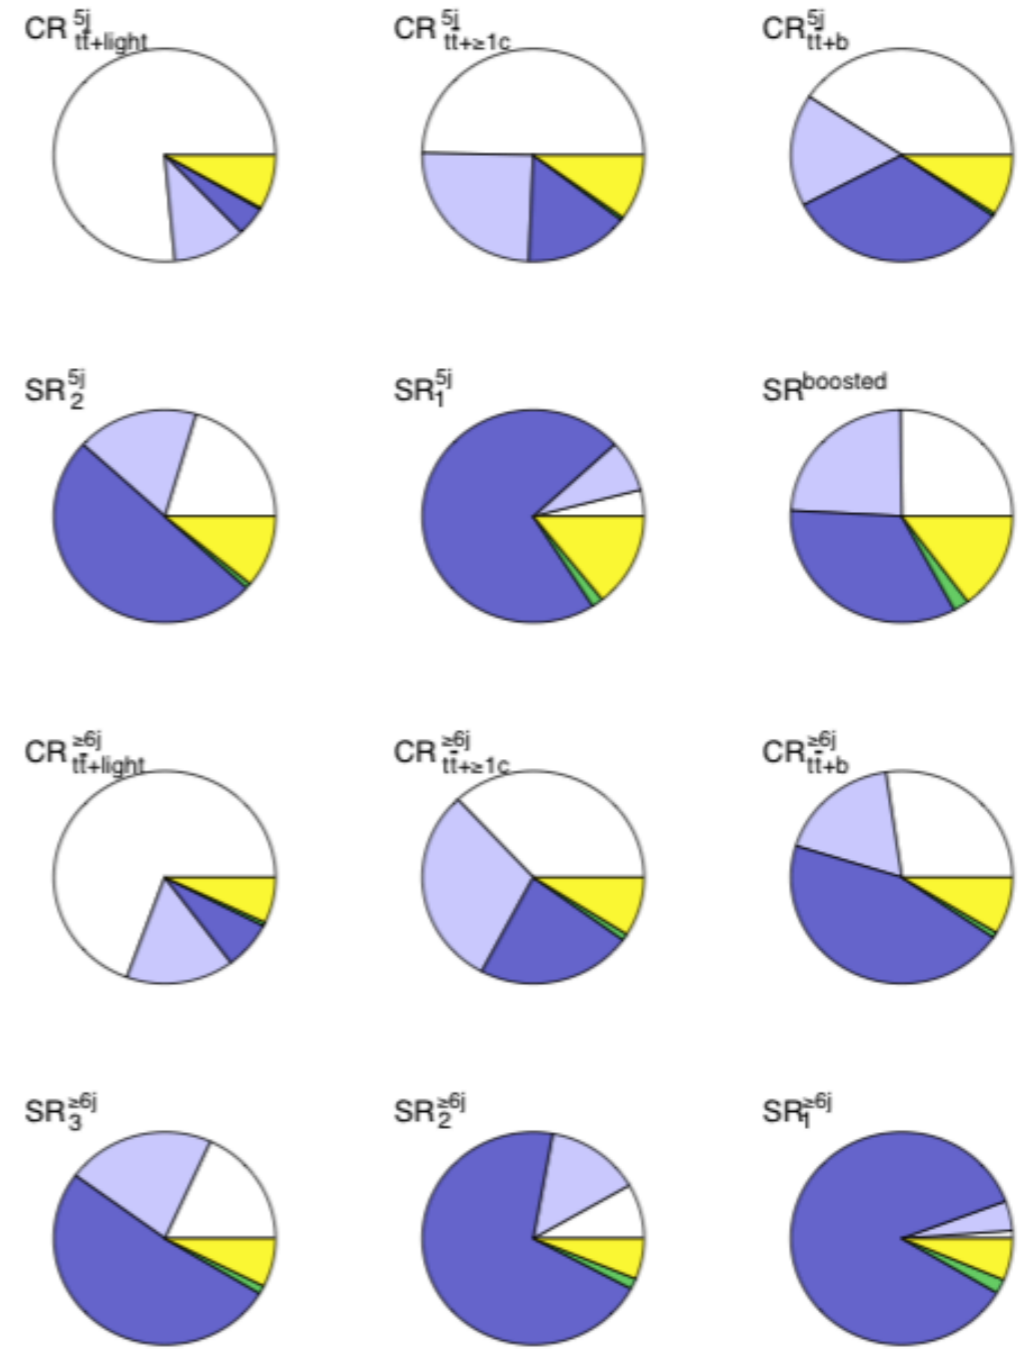 CR 5j tt̄+light
CR 5j tt̄+≥1c
CR 5j tt̄+b
SR 5j 2
SR 5j 1
SR boosted
CR ≥6j tt̄+light
CR ≥6j tt̄+≥1c
CR ≥6j tt̄+b
SR ≥6j 3
SR ≥6j 2
SR ≥6j 1